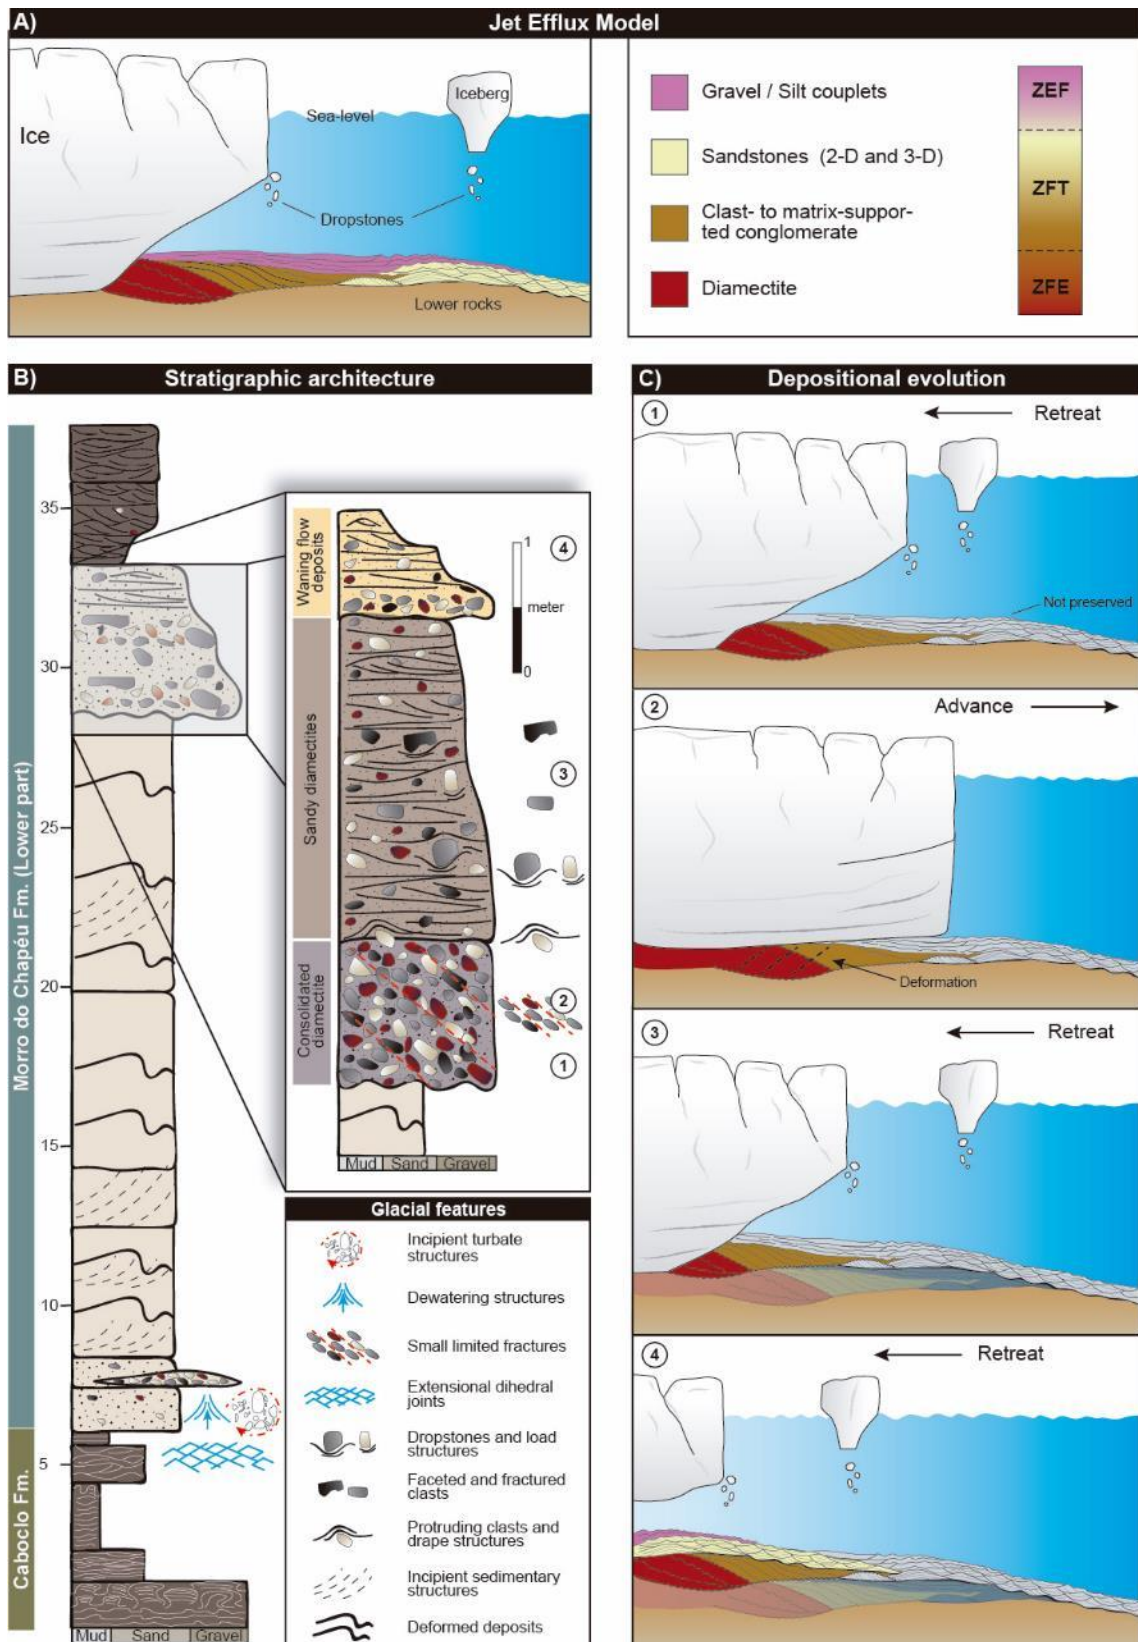 A)
Jet Efflux Model
Ice
Sea-level
Iceberg
Dropstones
Lower rocks
Gravel / Silt couplets
Sandstones (2-D and 3-D)
Clast- to matrix-suppor-
ted conglomerate
Diamectite
ZEF
ZFT
ZFE
B)
Stratigraphic architecture
Morro do Chapéu Fm. (Lower part)
Caboclo Fm.
35
30
25
20
15
10
5
Mud
Sand
Gravel
Waning flow
deposits
Sandy diamectites
Consolidated
diamectite
1
meter
0
4
3
2
1
Mud
Sand
Gravel
Glacial features
Incipient turbate
structures
Dewatering structures
Small limited fractures
Extensional dihedral
joints
Dropstones and load
structures
Faceted and fractured
clasts
Protruding clasts and
drape structures
Incipient sedimentary
structures
Deformed deposits
C)
Depositional evolution
1
Retreat
Not preserved
2
Advance
Deformation
3
Retreat
4
Retreat